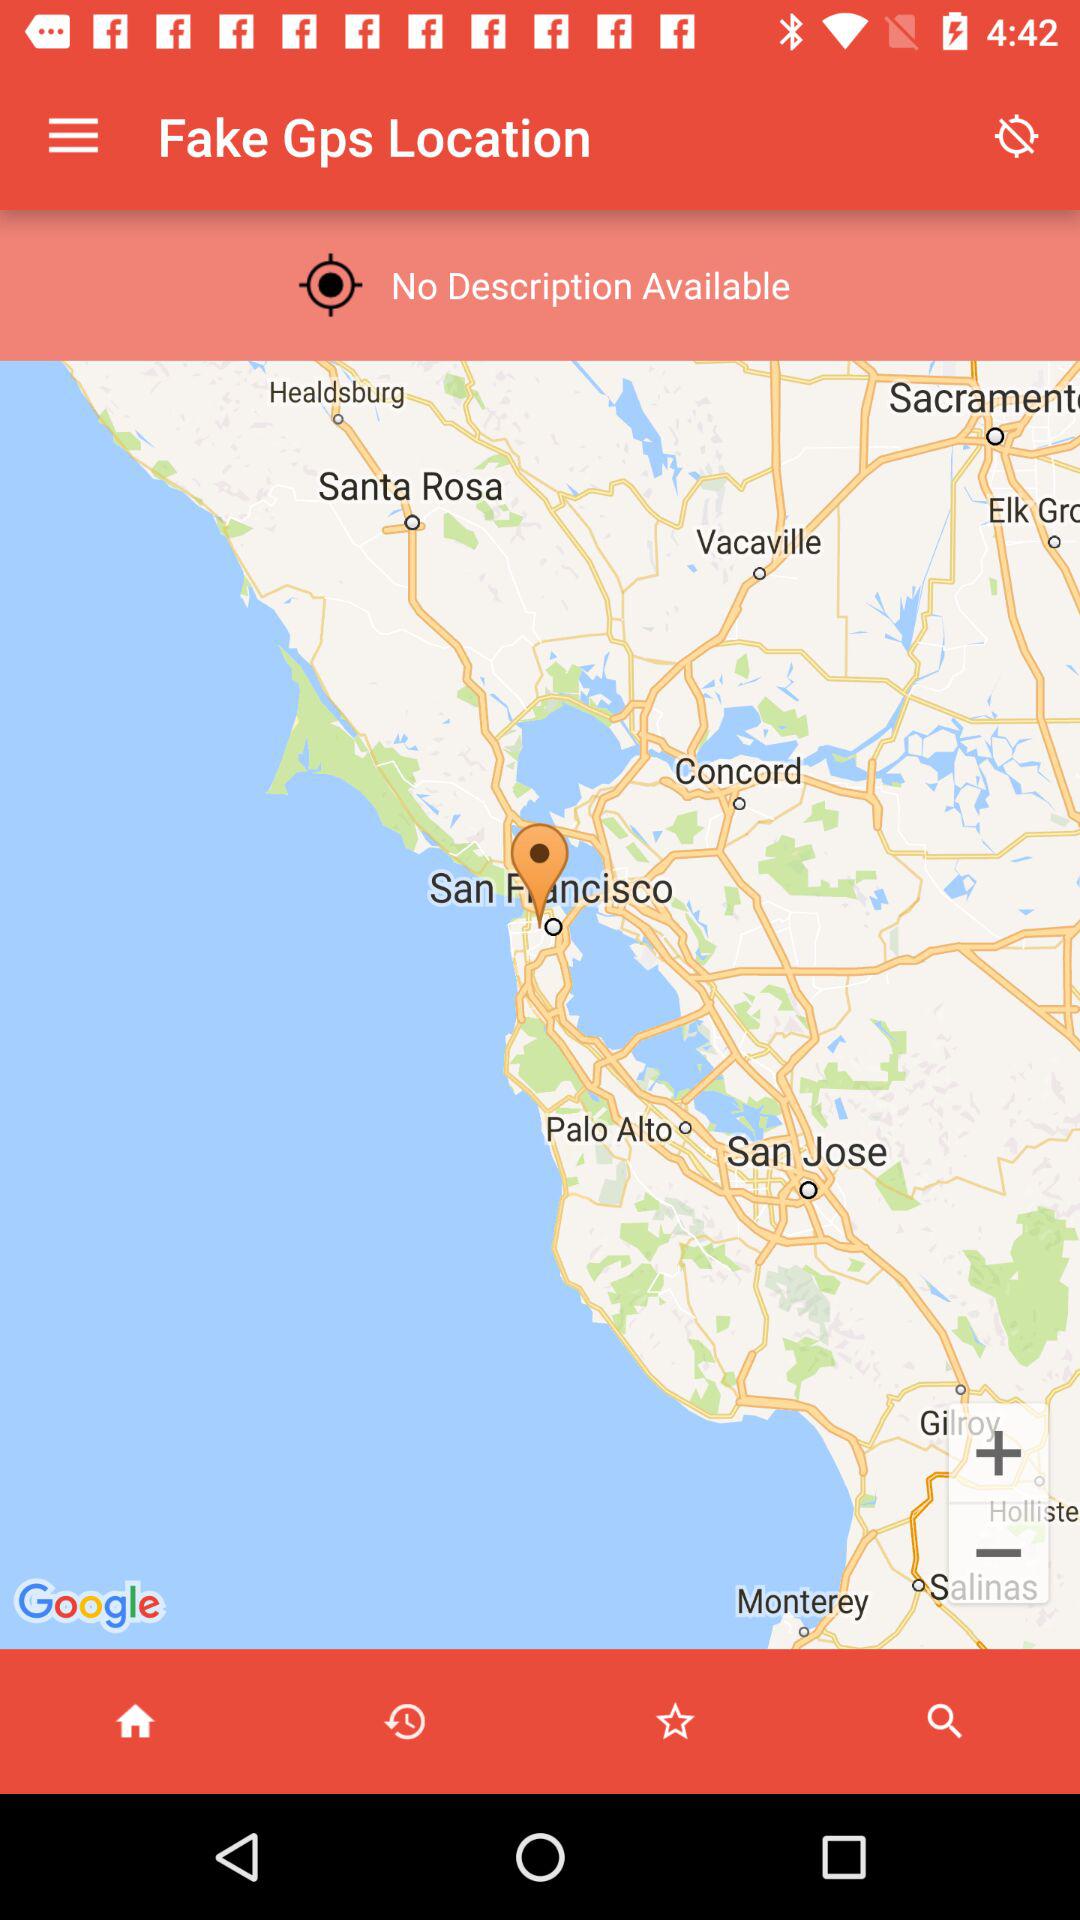 4:42
Fake Gps Location
No Description Available
Healdsburg
Sacramento
Santa Rosa
Elk Gro
Vacaville
Concord
San Francisco
Palo Alto
San Jose
Gilroy
Holliste
Salinas
Monterey
Google